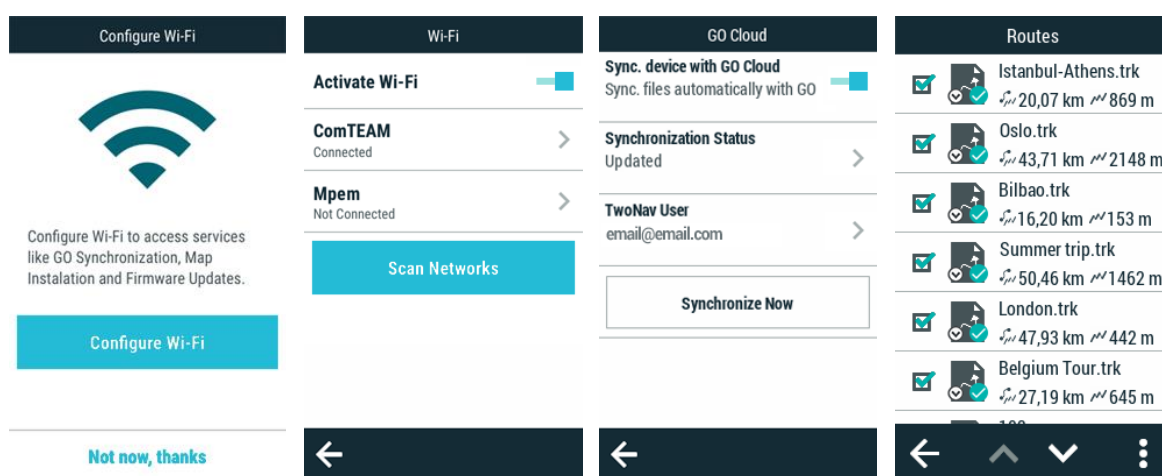 Configure Wi-Fi
Configure Wi-Fi to access services
like GO Synchronization, Map
Instalation and Firmware Updates.
Configure Wi-Fi
Not now, thanks
Wi-Fi
Activate Wi-Fi
ComTEAM
Connected
Mpem
Not Connected
Scan Networks
GO Cloud
Sync. device with GO Cloud
Sync. files automatically with GO
Synchronization Status
Updated
TwoNav User
email@email.com
Synchronize Now
Routes
Istanbul-Athens.trk
20,07 km 869 m
Oslo.trk
43,71 km 2148 m
Bilbao.trk
16,20 km 153 m
Summer trip.trk
50,46 km 1462 m
London.trk
47,93 km 442 m
Belgium Tour.trk
27,19 km 645 m